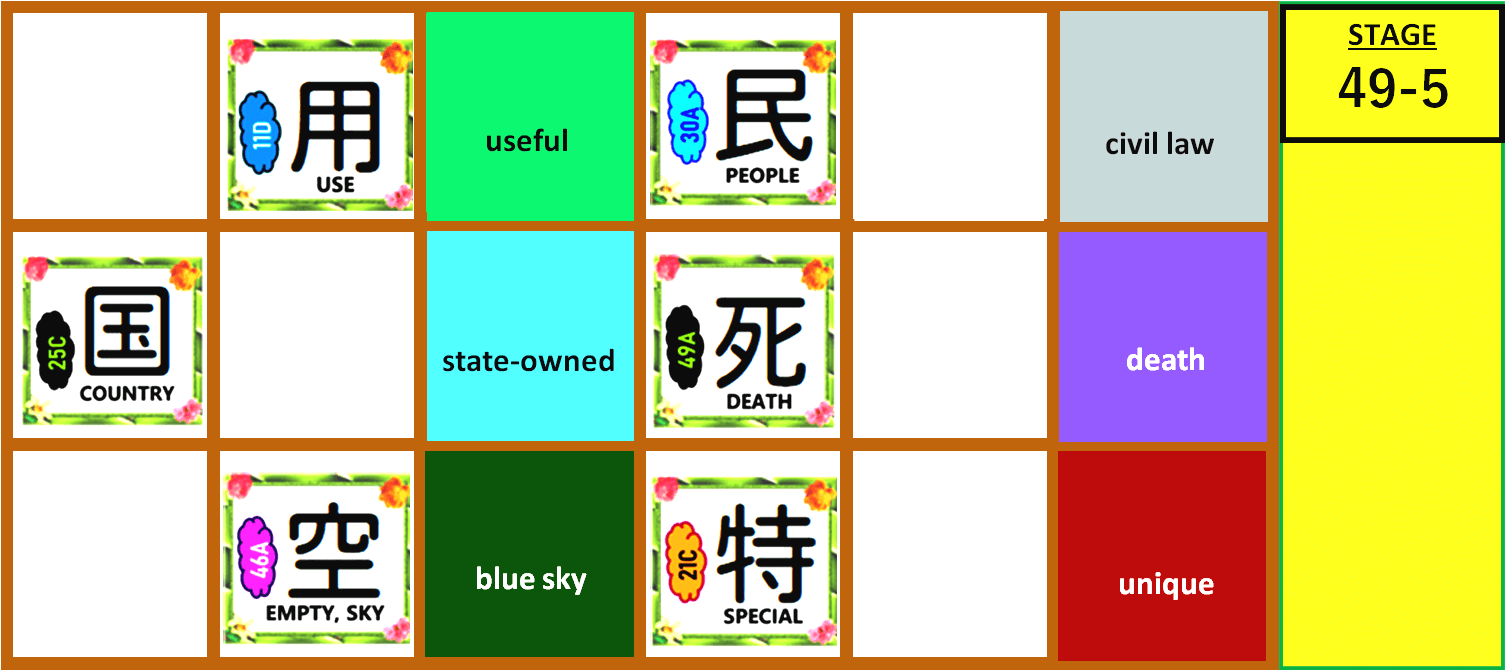 11D
用
USE
useful
30A
民
PEOPLE
civil law
STAGE
49-5
25C
国
COUNTRY
state-owned
49A
死
DEATH
death
46A
空
EMPTY, SKY
blue sky
21C
特
SPECIAL
unique